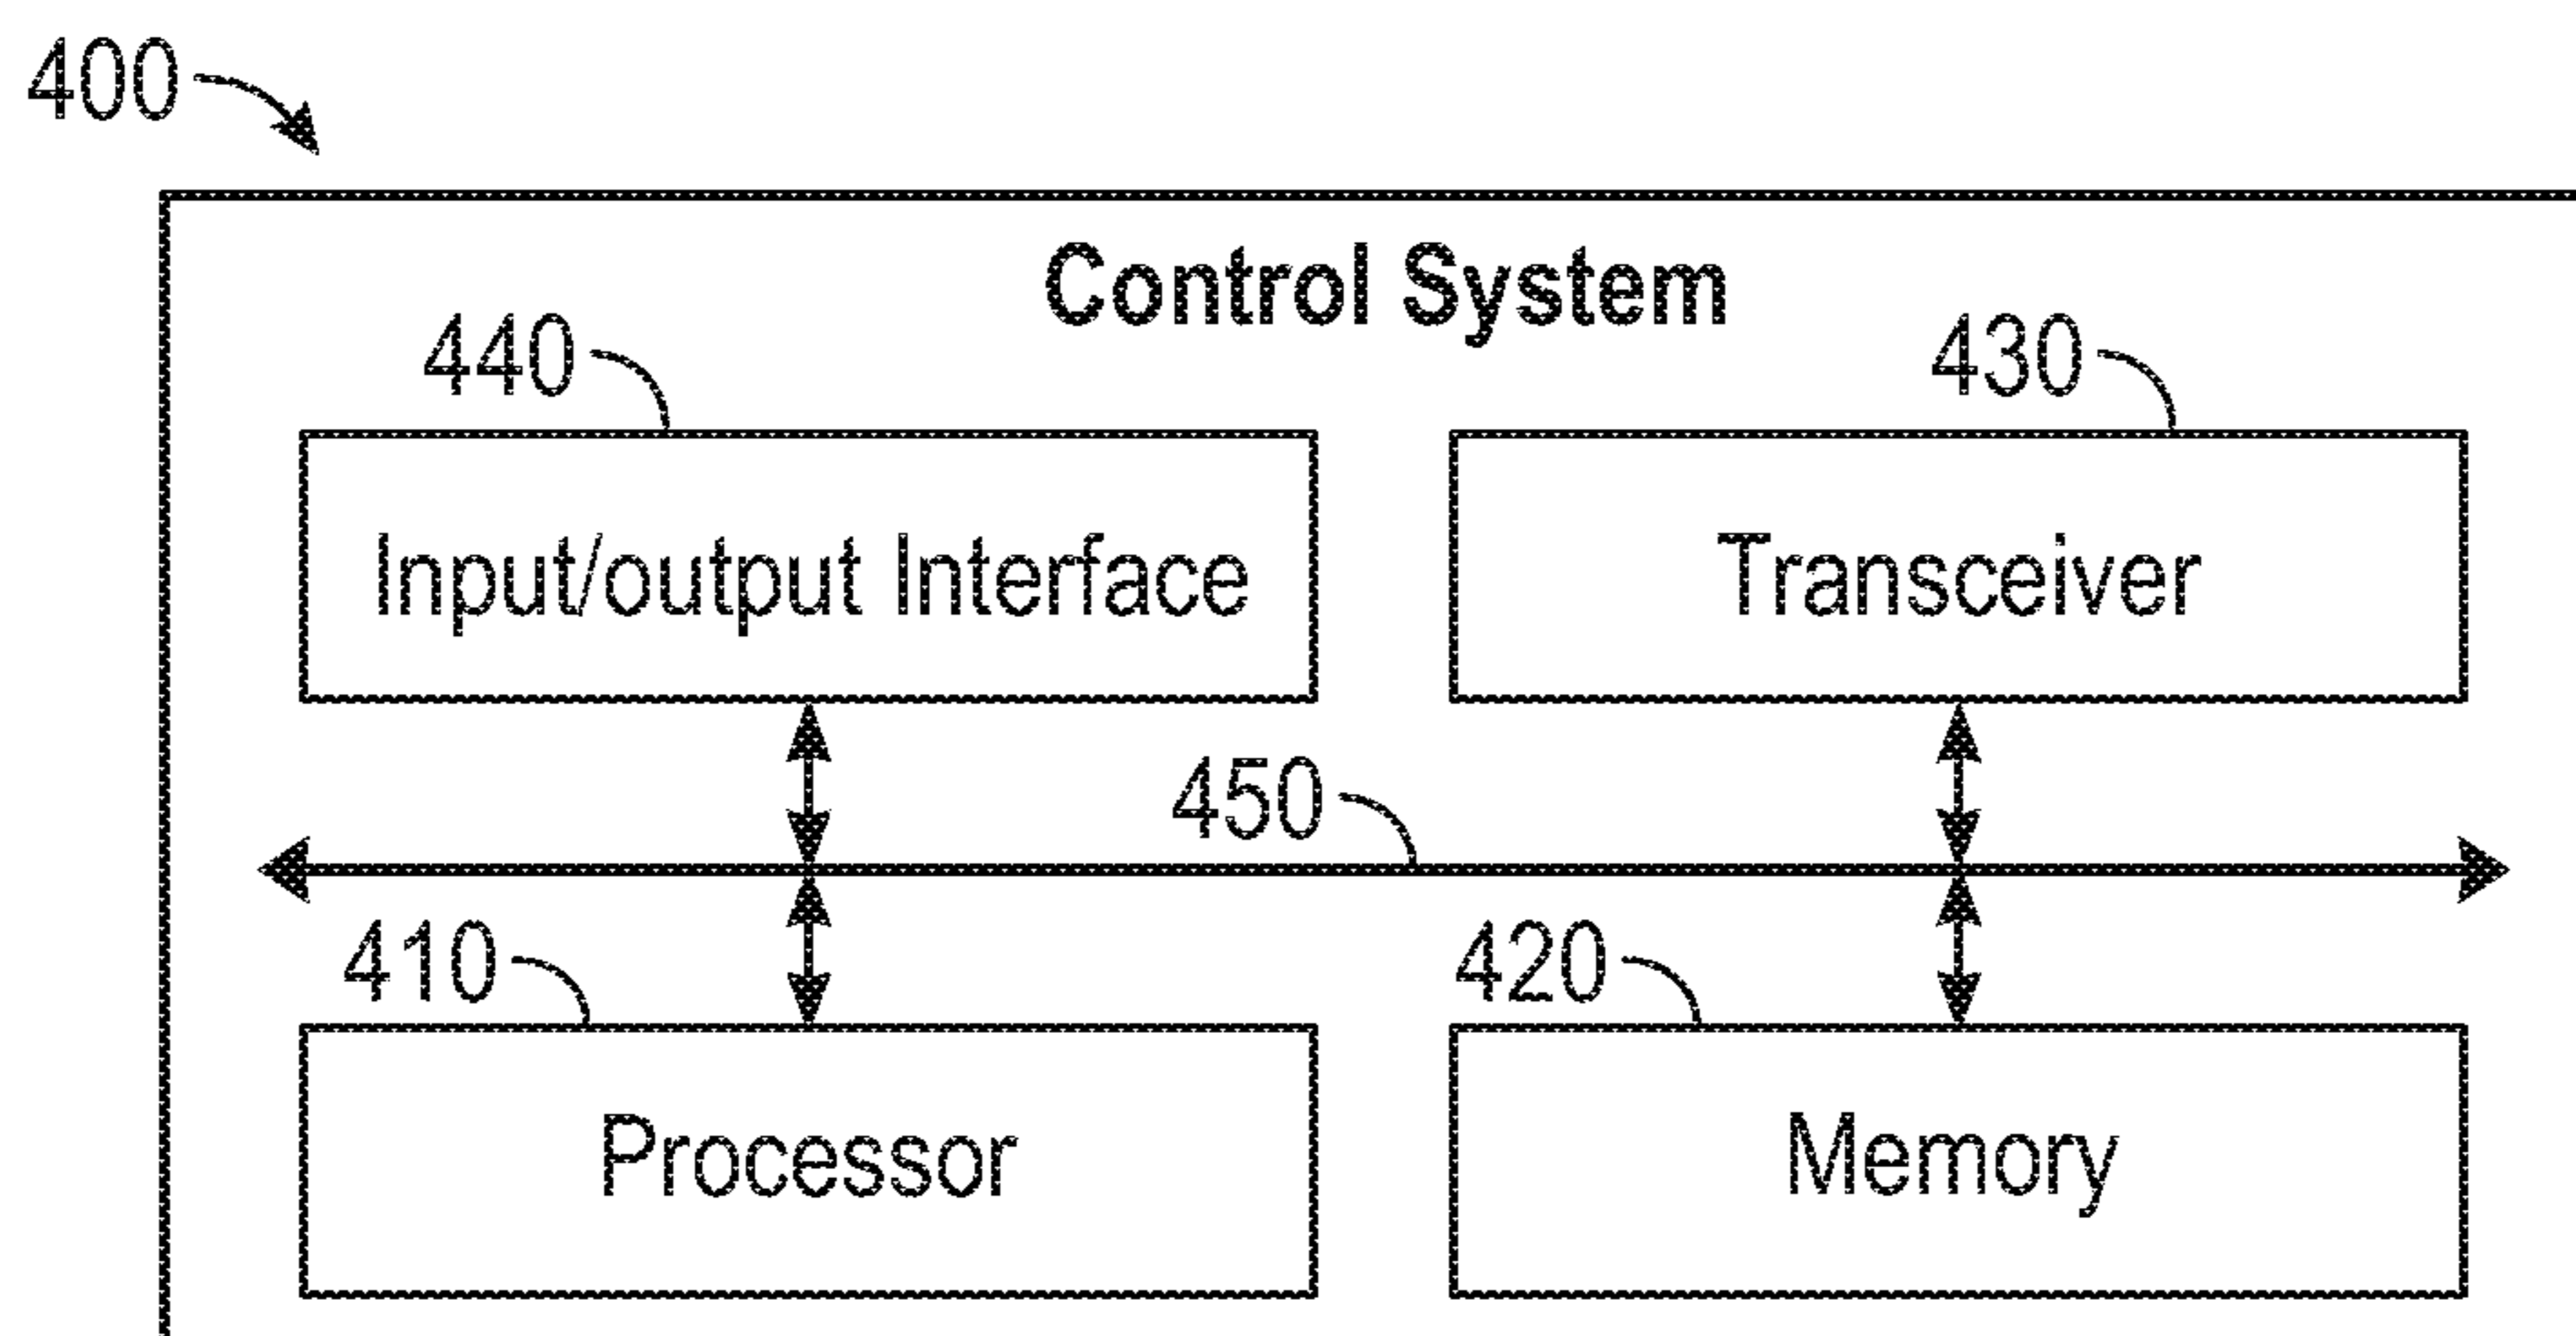 400
Control System
440
430
Input/output Interface
Transceiver
450
410
420
Processor
Memory